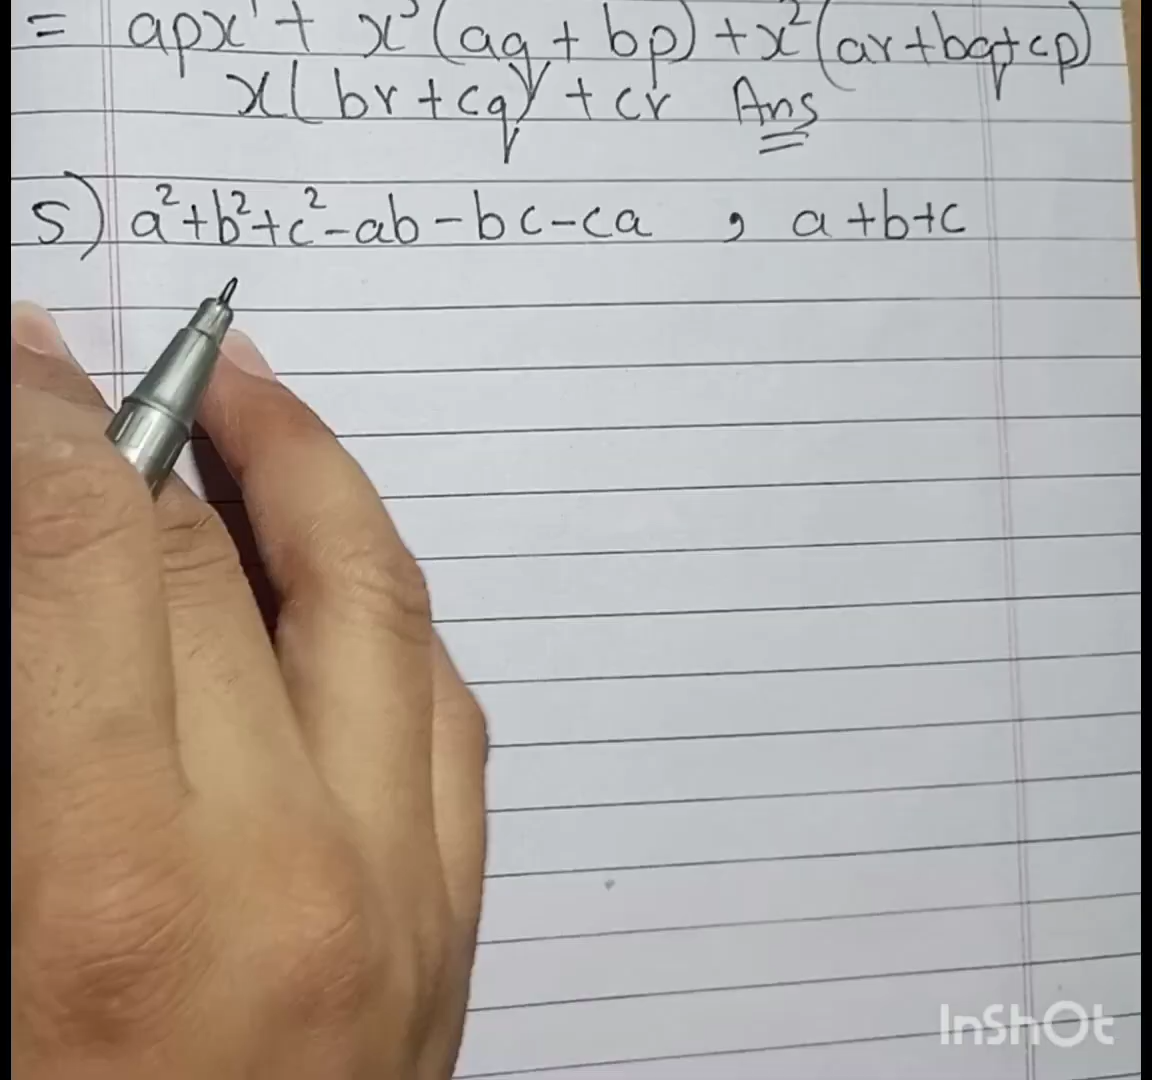 = apx⁴ + x³(aq + bp) + x²(ar+bq+cp)
x(br+cq) + cr Ans
5) a²+b²+c²-ab-bc-ca , a+b+c
InShOt